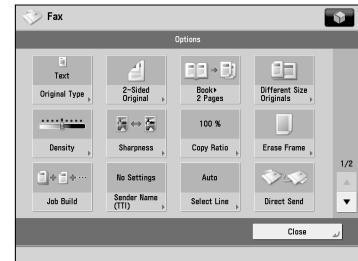 Fax
Options
Text
Original Type
2-Sided
Original
Book▶
2 Pages
Different Size
Originals
Density
Sharpness
100 %
Copy Ratio
Erase Frame
1/2
Job Build
No Settings
Sender Name
(TTI)
Auto
Select Line
Direct Send
Close